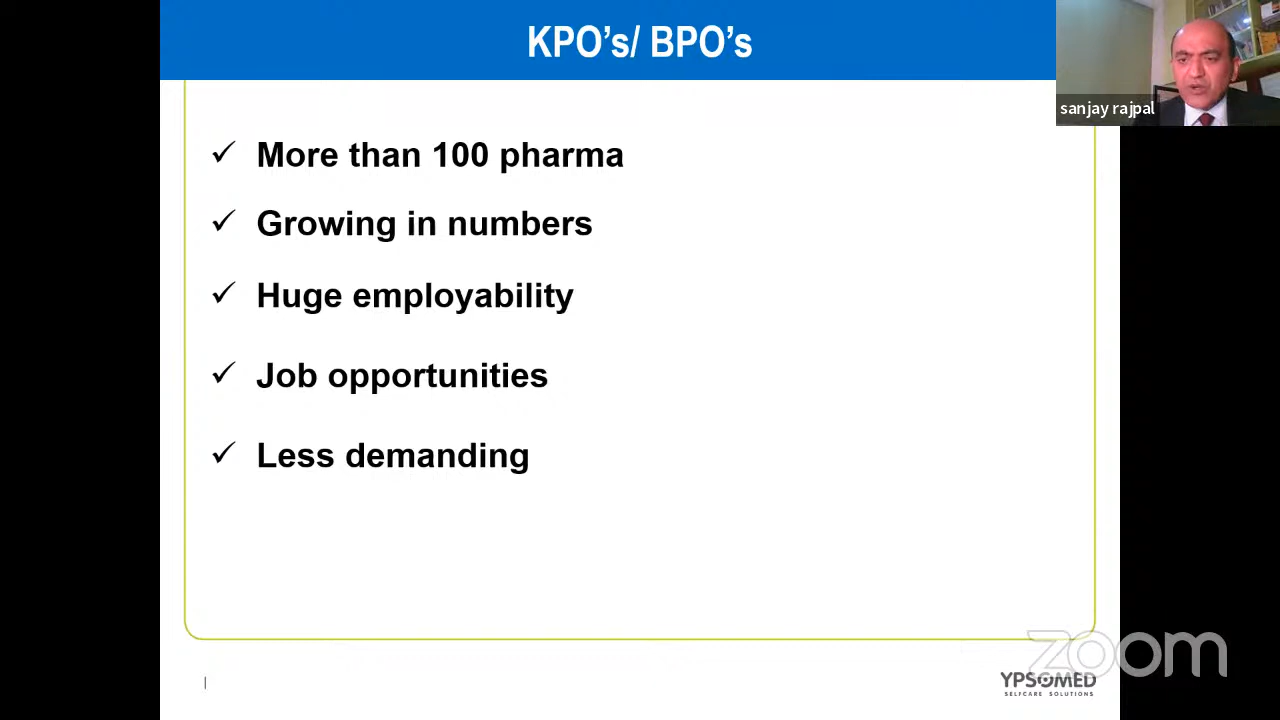 KPO's/ BPO's
sanjay rajpal
✓ More than 100 pharma
✓ Growing in numbers
✓ Huge employability
✓ Job opportunities
✓ Less demanding
zoom
YPSOMED
SELFCARE SOLUTIONS